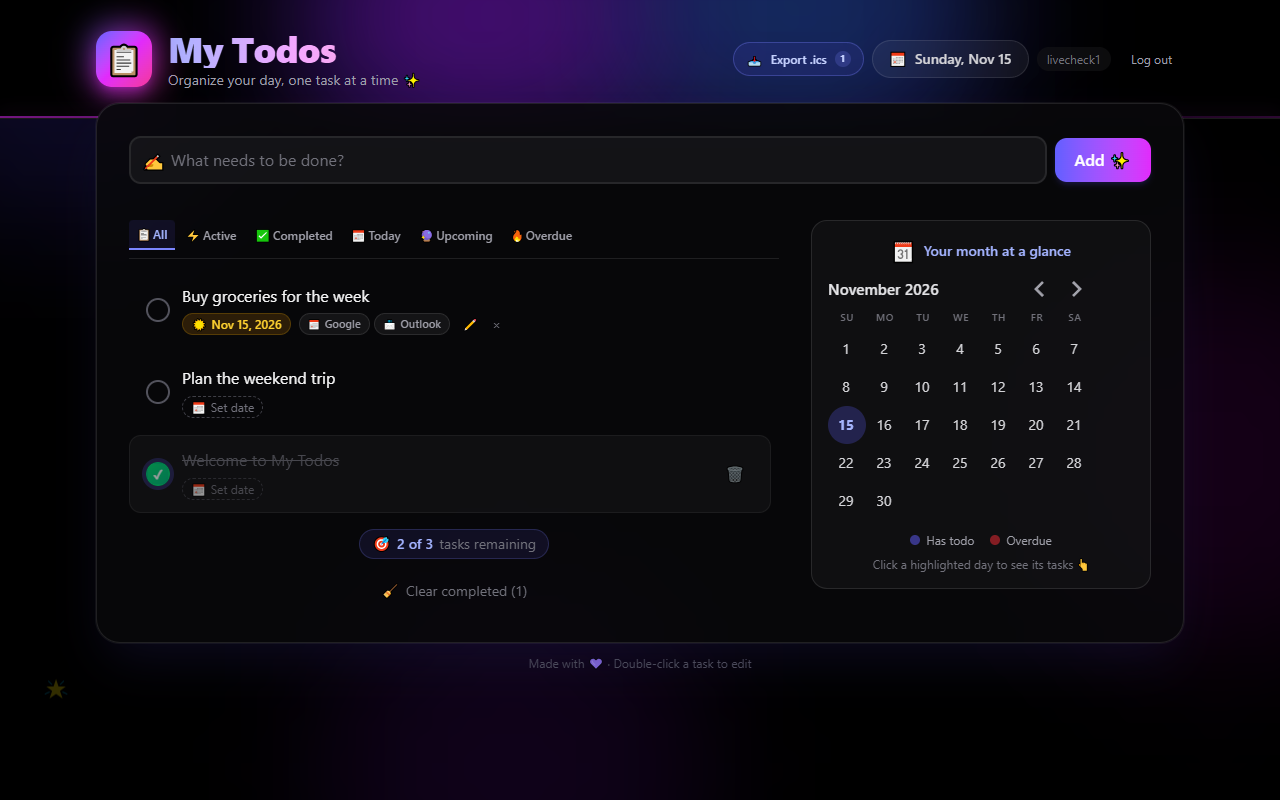 My Todos
Organize your day, one task at a time ✨
Export .ics 1
Sunday, Nov 15
livecheck1
Log out
What needs to be done?
Add ✨
All
Active
Completed
Today
Upcoming
Overdue
Buy groceries for the week
Nov 15, 2026
Google
Outlook
×
Plan the weekend trip
Set date
Welcome to My Todos
Set date
2 of 3 tasks remaining
Clear completed (1)
31 Your month at a glance
November 2026
SU MO TU WE TH FR SA
1 2 3 4 5 6 7
8 9 10 11 12 13 14
15 16 17 18 19 20 21
22 23 24 25 26 27 28
29 30
Has todo
Overdue
Click a highlighted day to see its tasks 👆
Made with 💜 · Double-click a task to edit